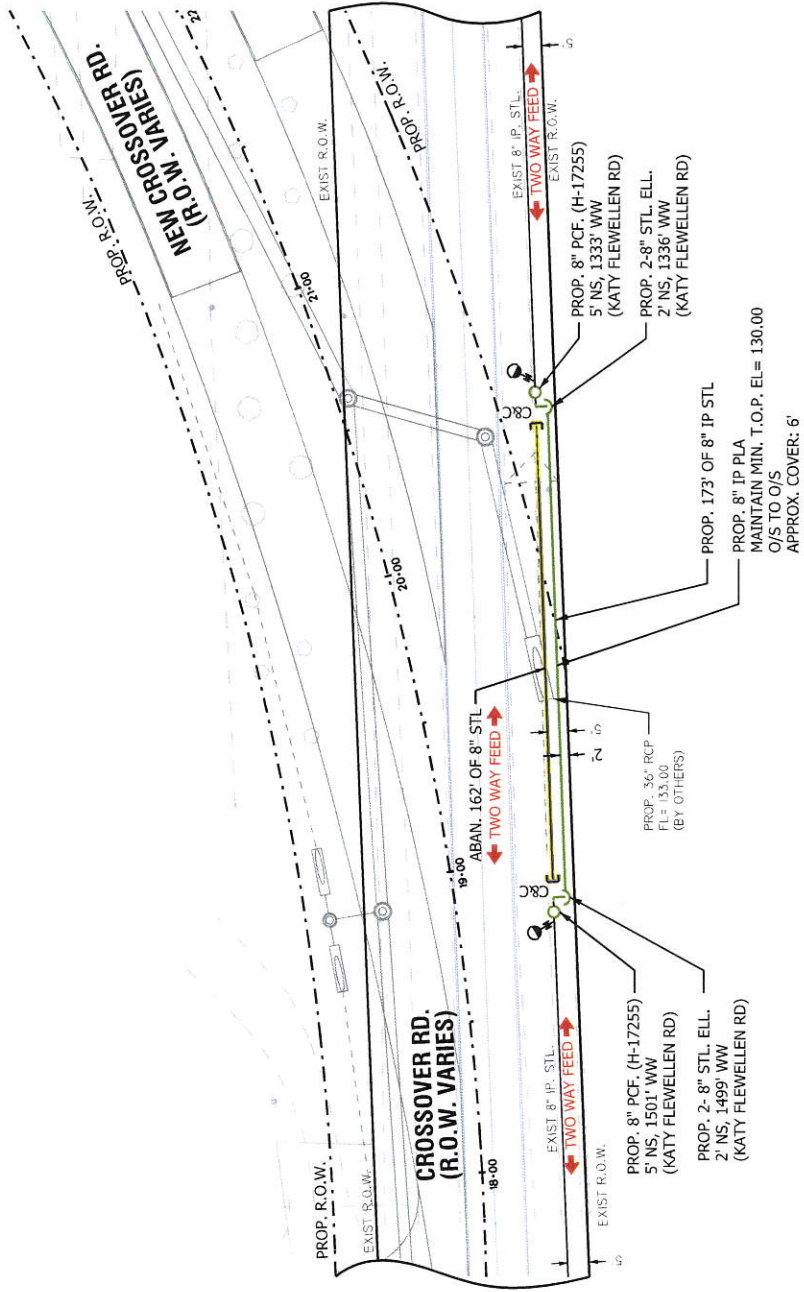 NEW CROSSOVER RD.
(R.O.W. VARIES)
PROP. R.O.W.
PROP. R.O.W.
EXIST R.O.W.
22
21+00
20+00
19+00
18+00
PROP. R.O.W.
EXIST R.O.W.
CROSSOVER RD.
(R.O.W. VARIES)
EXIST 8" IP. STL.
TWO WAY FEED
EXIST R.O.W.
5'
PROP. 8" PCF. (H-17255)
5' NS, 1333' WW
(KATY FLEWELLEN RD)
PROP. 2-8" STL. ELL.
2' NS, 1336' WW
(KATY FLEWELLEN RD)
C&C
ABAN. 162' OF 8" STL
TWO WAY FEED
5'
2'
PROP. 173' OF 8" IP STL
PROP. 8" IP PLA
MAINTAIN MIN. T.O.P. EL= 130.00
O/S TO O/S
APPROX. COVER: 6'
PROP. 36" RCP
FL= 133.00
(BY OTHERS)
C&C
EXIST 8" IP. STL.
TWO WAY FEED
EXIST R.O.W.
5'
PROP. 8" PCF. (H-17255)
5' NS, 1501' WW
(KATY FLEWELLEN RD)
PROP. 2- 8" STL. ELL.
2' NS, 1499' WW
(KATY FLEWELLEN RD)